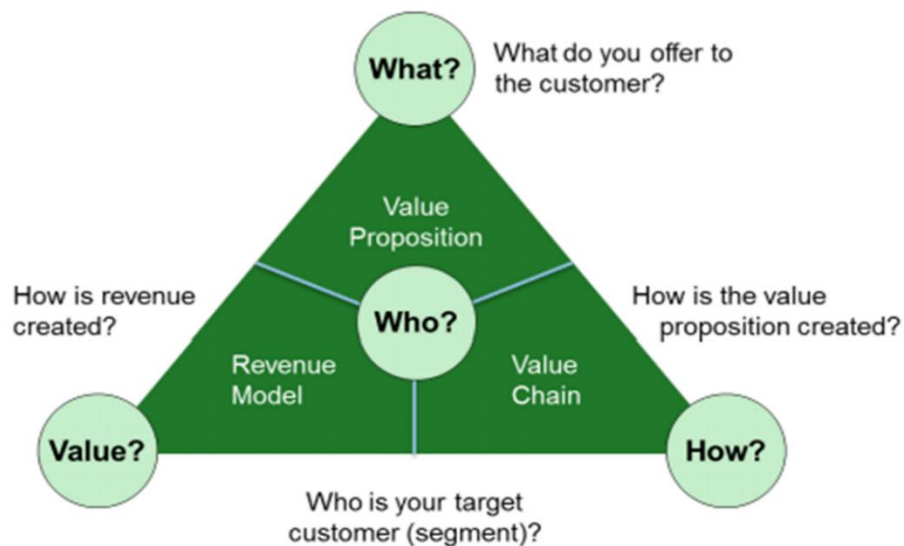 What?
What do you offer to
the customer?
Value
Proposition
How is revenue
created?
Who?
How is the value
proposition created?
Revenue
Model
Value
Chain
Value?
How?
Who is your target
customer (segment)?